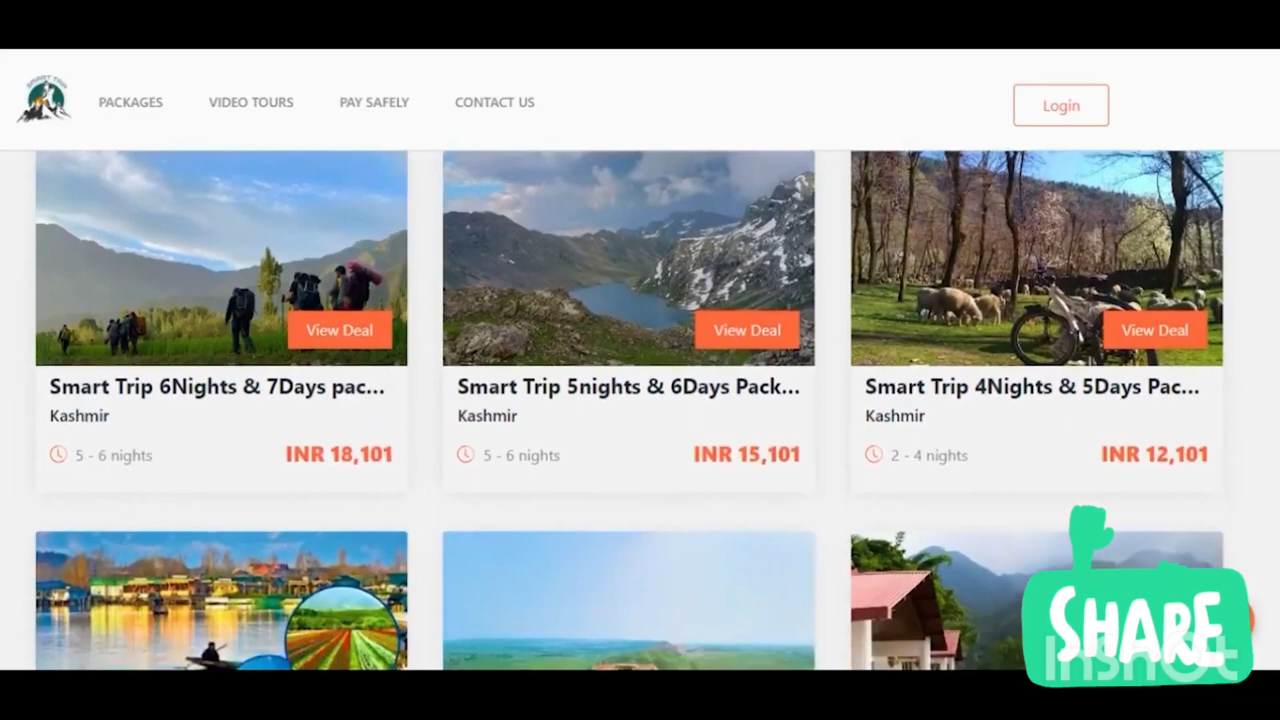 SMART TRIP
PACKAGES
VIDEO TOURS
PAY SAFELY
CONTACT US
Login
View Deal
View Deal
View Deal
Smart Trip 6Nights & 7Days pac...
Kashmir
5 - 6 nights
INR 18,101
Smart Trip 5nights & 6Days Pack...
Kashmir
5 - 6 nights
INR 15,101
Smart Trip 4Nights & 5Days Pac...
Kashmir
2 - 4 nights
INR 12,101
SHARE
InShOt